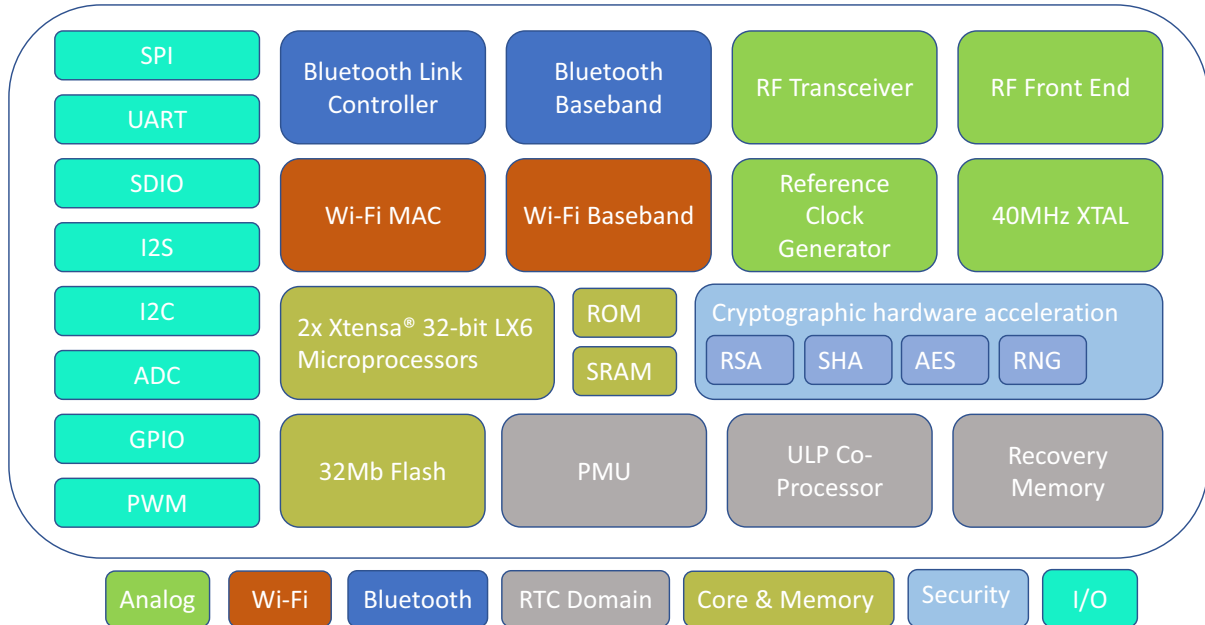 SPI
UART
SDIO
I2S
I2C
ADC
GPIO
PWM
Bluetooth Link
Controller
Bluetooth
Baseband
RF Transceiver
RF Front End
Wi-Fi MAC
Wi-Fi Baseband
Reference
Clock
Generator
40MHz XTAL
2x Xtensa® 32-bit LX6
Microprocessors
ROM
SRAM
Cryptographic hardware acceleration
RSA
SHA
AES
RNG
32Mb Flash
PMU
ULP Co-
Processor
Recovery
Memory
Analog
Wi-Fi
Bluetooth
RTC Domain
Core & Memory
Security
I/O